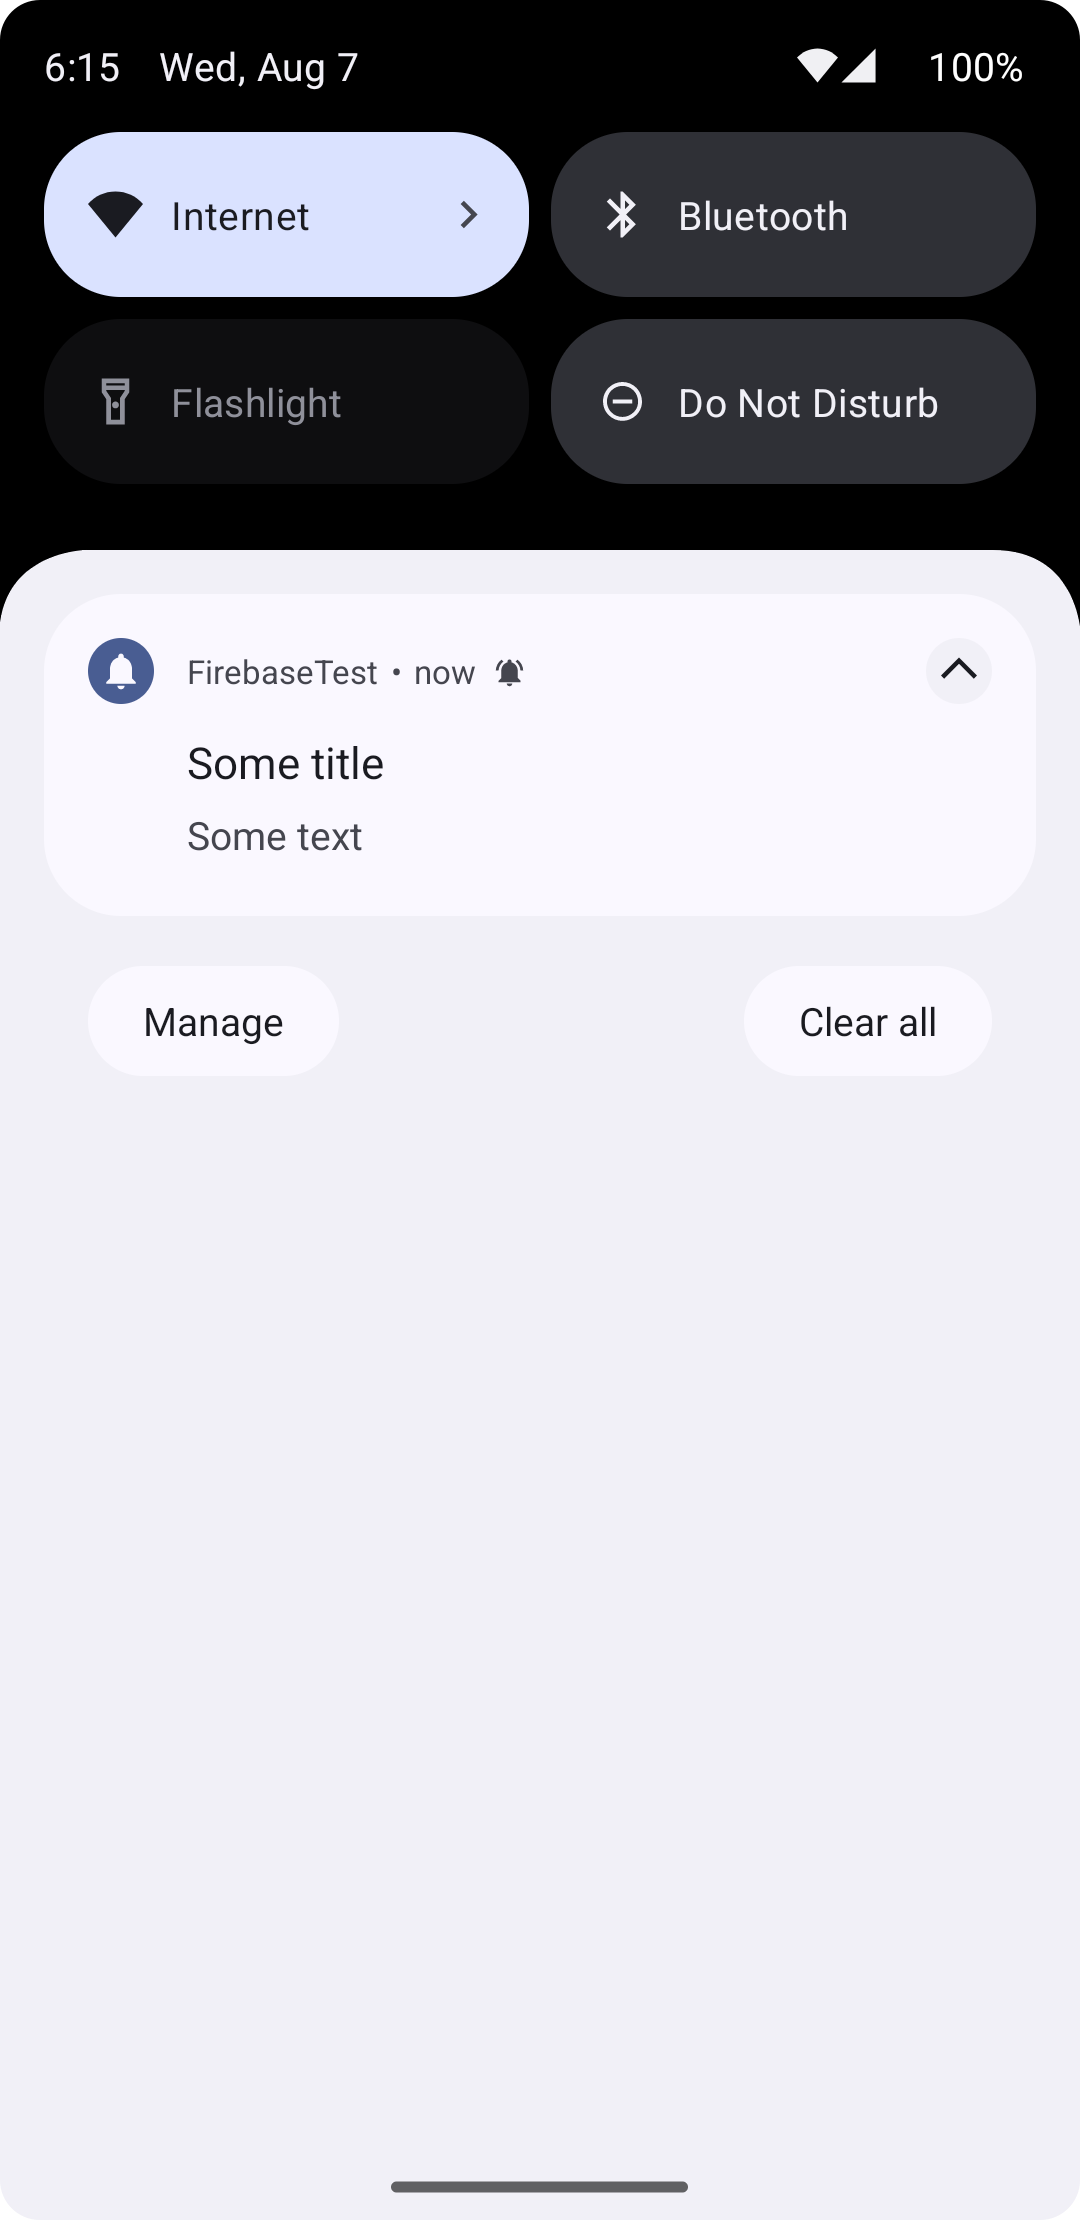 6:15 Wed, Aug 7 100%
Internet Bluetooth
Flashlight Do Not Disturb
FirebaseTest • now
Some title
Some text
Manage Clear all